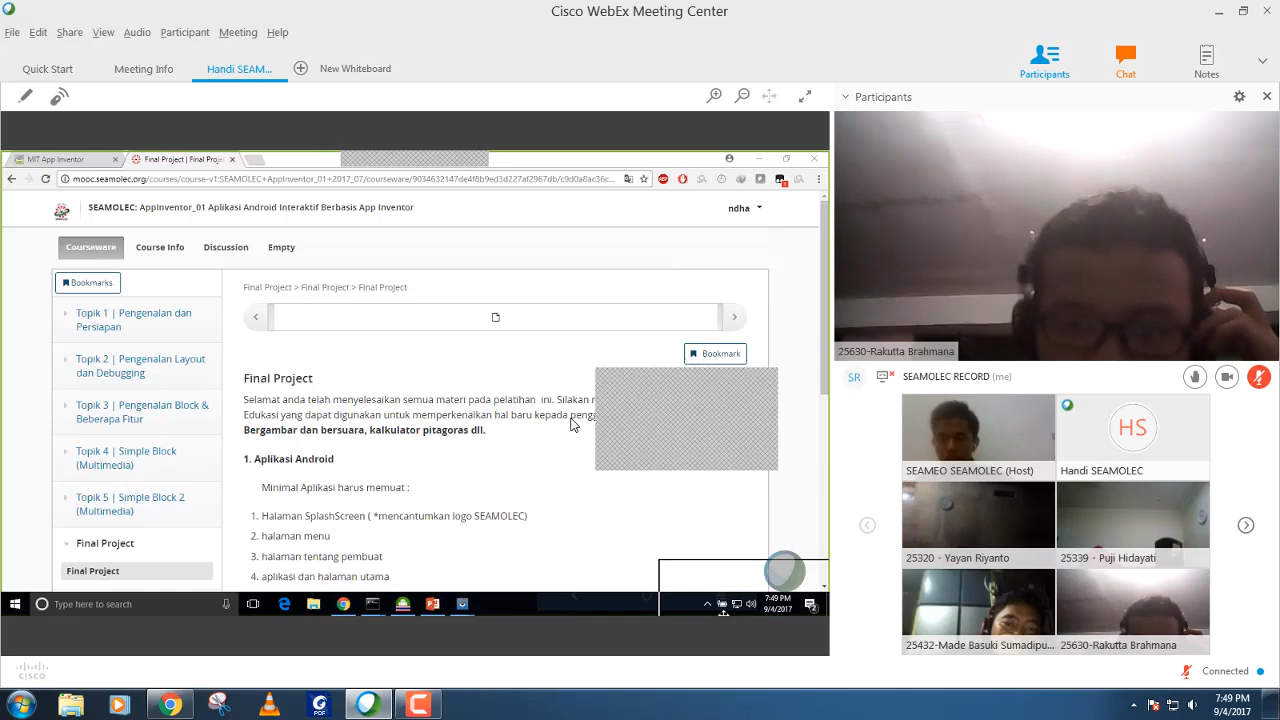 Cisco WebEx Meeting Center
File Edit Share View Audio Participant Meeting Help
Quick Start Meeting Info Handi SEAM... New Whiteboard
Participants Chat Notes
Participants
MIT App Inventor Final Project | Final Proje
mooc.seamolec.org/courses/course-v1:SEAMOLEC+AppInventor_01+2017_07/courseware/9034632147de4f8b9ed3d227af2967db/c9d0a8ac36c...
SEAMOLEC: AppInventor_01 Aplikasi Android Interaktif Berbasis App Inventor
ndha
Courseware Course Info Discussion Empty
Bookmarks
Topik 1 | Pengenalan dan
Persiapan
Topik 2 | Pengenalan Layout
dan Debugging
Topik 3 | Pengenalan Block &
Beberapa Fitur
Topik 4 | Simple Block
(Multimedia)
Topik 5 | Simple Block 2
(Multimedia)
Final Project
Final Project
Final Project > Final Project > Final Project
Bookmark
Final Project
Selamat anda telah menyelesaikan semua materi pada pelatihan ini. Silakan
Edukasi yang dapat digunakan untuk memperkenalkan hal baru kepada
Bergambar dan bersuara, kalkulator pitagoras dll.
1. Aplikasi Android
Minimal Aplikasi harus memuat :
1. Halaman SplashScreen ( *mencantumkan logo SEAMOLEC)
2. halaman menu
3. halaman tentang pembuat
4. aplikasi dan halaman utama
Type here to search
7:49 PM
9/4/2017
2
25630-Rakutta Brahmana
SR SEAMOLEC RECORD (me)
SEAMEO SEAMOLEC (Host)
HS
Handi SEAMOLEC
25320 - Yayan Riyanto
25339 - Puji Hidayati
25432-Made Basuki Sumadipu...
25630-Rakutta Brahmana
cisco
Connected
PDF
7:49 PM
9/4/2017